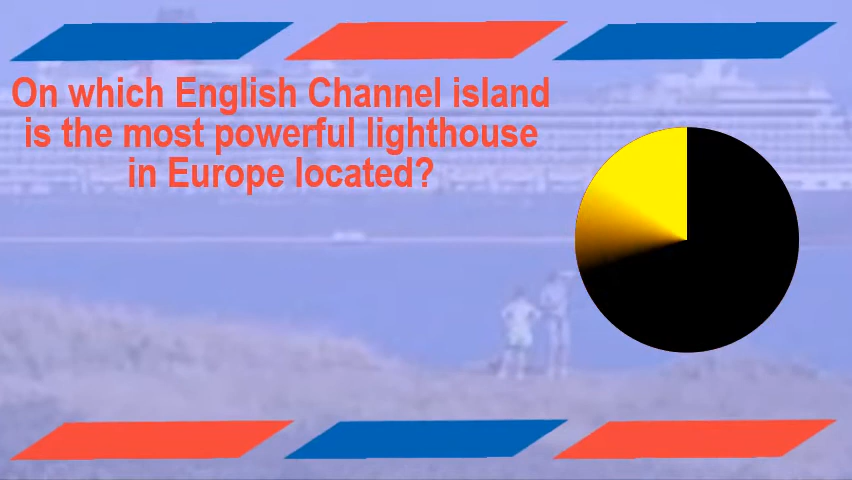 On which English Channel island
is the most powerful lighthouse
in Europe located?